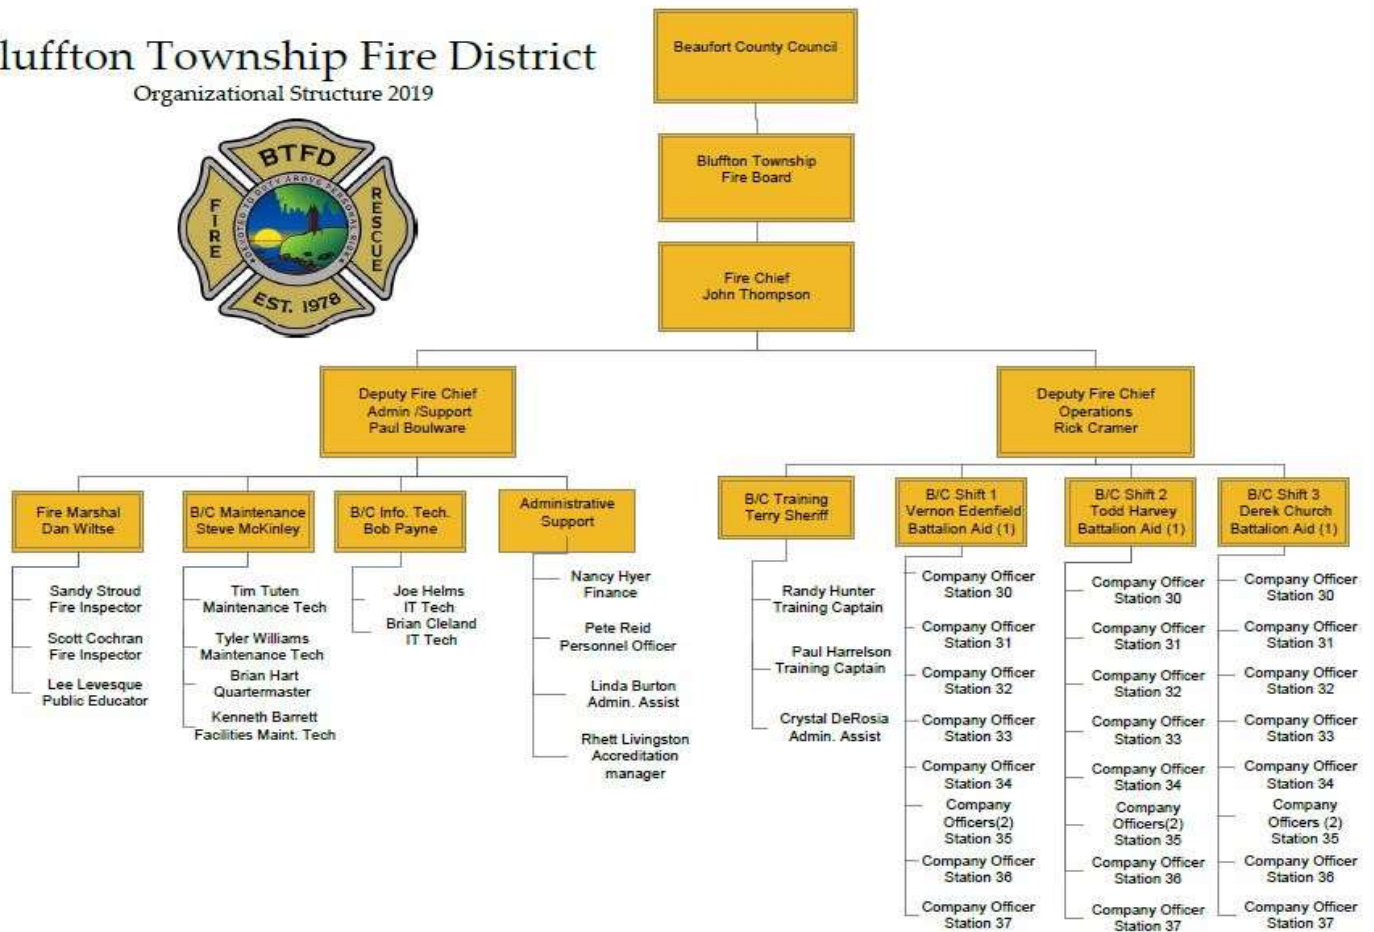 luffton Township Fire District
Organizational Structure 2019
BTFD
FIRE
RESCUE
EST. 1978
DEVOTED TO DUTY ABOVE PERSONAL RISK
Beaufort County Council
Bluffton Township
Fire Board
Fire Chief
John Thompson
Deputy Fire Chief
Admin /Support
Paul Boulware
Deputy Fire Chief
Operations
Rick Cramer
Fire Marshal
Dan Wiltse
Sandy Stroud
Fire Inspector
Scott Cochran
Fire Inspector
Lee Levesque
Public Educator
B/C Maintenance
Steve McKinley
Tim Tuten
Maintenance Tech
Tyler Williams
Maintenance Tech
Brian Hart
Quartermaster
Kenneth Barrett
Facilities Maint. Tech
B/C Info. Tech.
Bob Payne
Joe Helms
IT Tech
Brian Cleland
IT Tech
Administrative
Support
Nancy Hyer
Finance
Pete Reid
Personnel Officer
Linda Burton
Admin. Assist
Rhett Livingston
Accreditation
manager
B/C Training
Terry Sheriff
Randy Hunter
Training Captain
Paul Harrelson
Training Captain
Crystal DeRosia
Admin. Assist
B/C Shift 1
Vernon Edenfield
Battalion Aid (1)
Company Officer
Station 30
Company Officer
Station 31
Company Officer
Station 32
Company Officer
Station 33
Company Officer
Station 34
Company
Officers(2)
Station 35
Company Officer
Station 36
Company Officer
Station 37
B/C Shift 2
Todd Harvey
Battalion Aid (1)
Company Officer
Station 30
Company Officer
Station 31
Company Officer
Station 32
Company Officer
Station 33
Company Officer
Station 34
Company
Officers(2)
Station 35
Company Officer
Station 36
Company Officer
Station 37
B/C Shift 3
Derek Church
Battalion Aid (1)
Company Officer
Station 30
Company Officer
Station 31
Company Officer
Station 32
Company Officer
Station 33
Company Officer
Station 34
Company
Officers (2)
Station 35
Company Officer
Station 36
Company Officer
Station 37